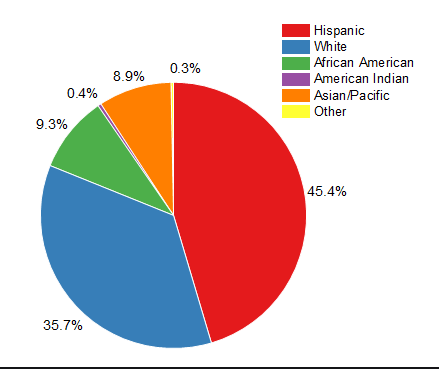 Hispanic
White
African American
American Indian
Asian/Pacific
Other
0.3%
8.9%
0.4%
9.3%
45.4%
35.7%